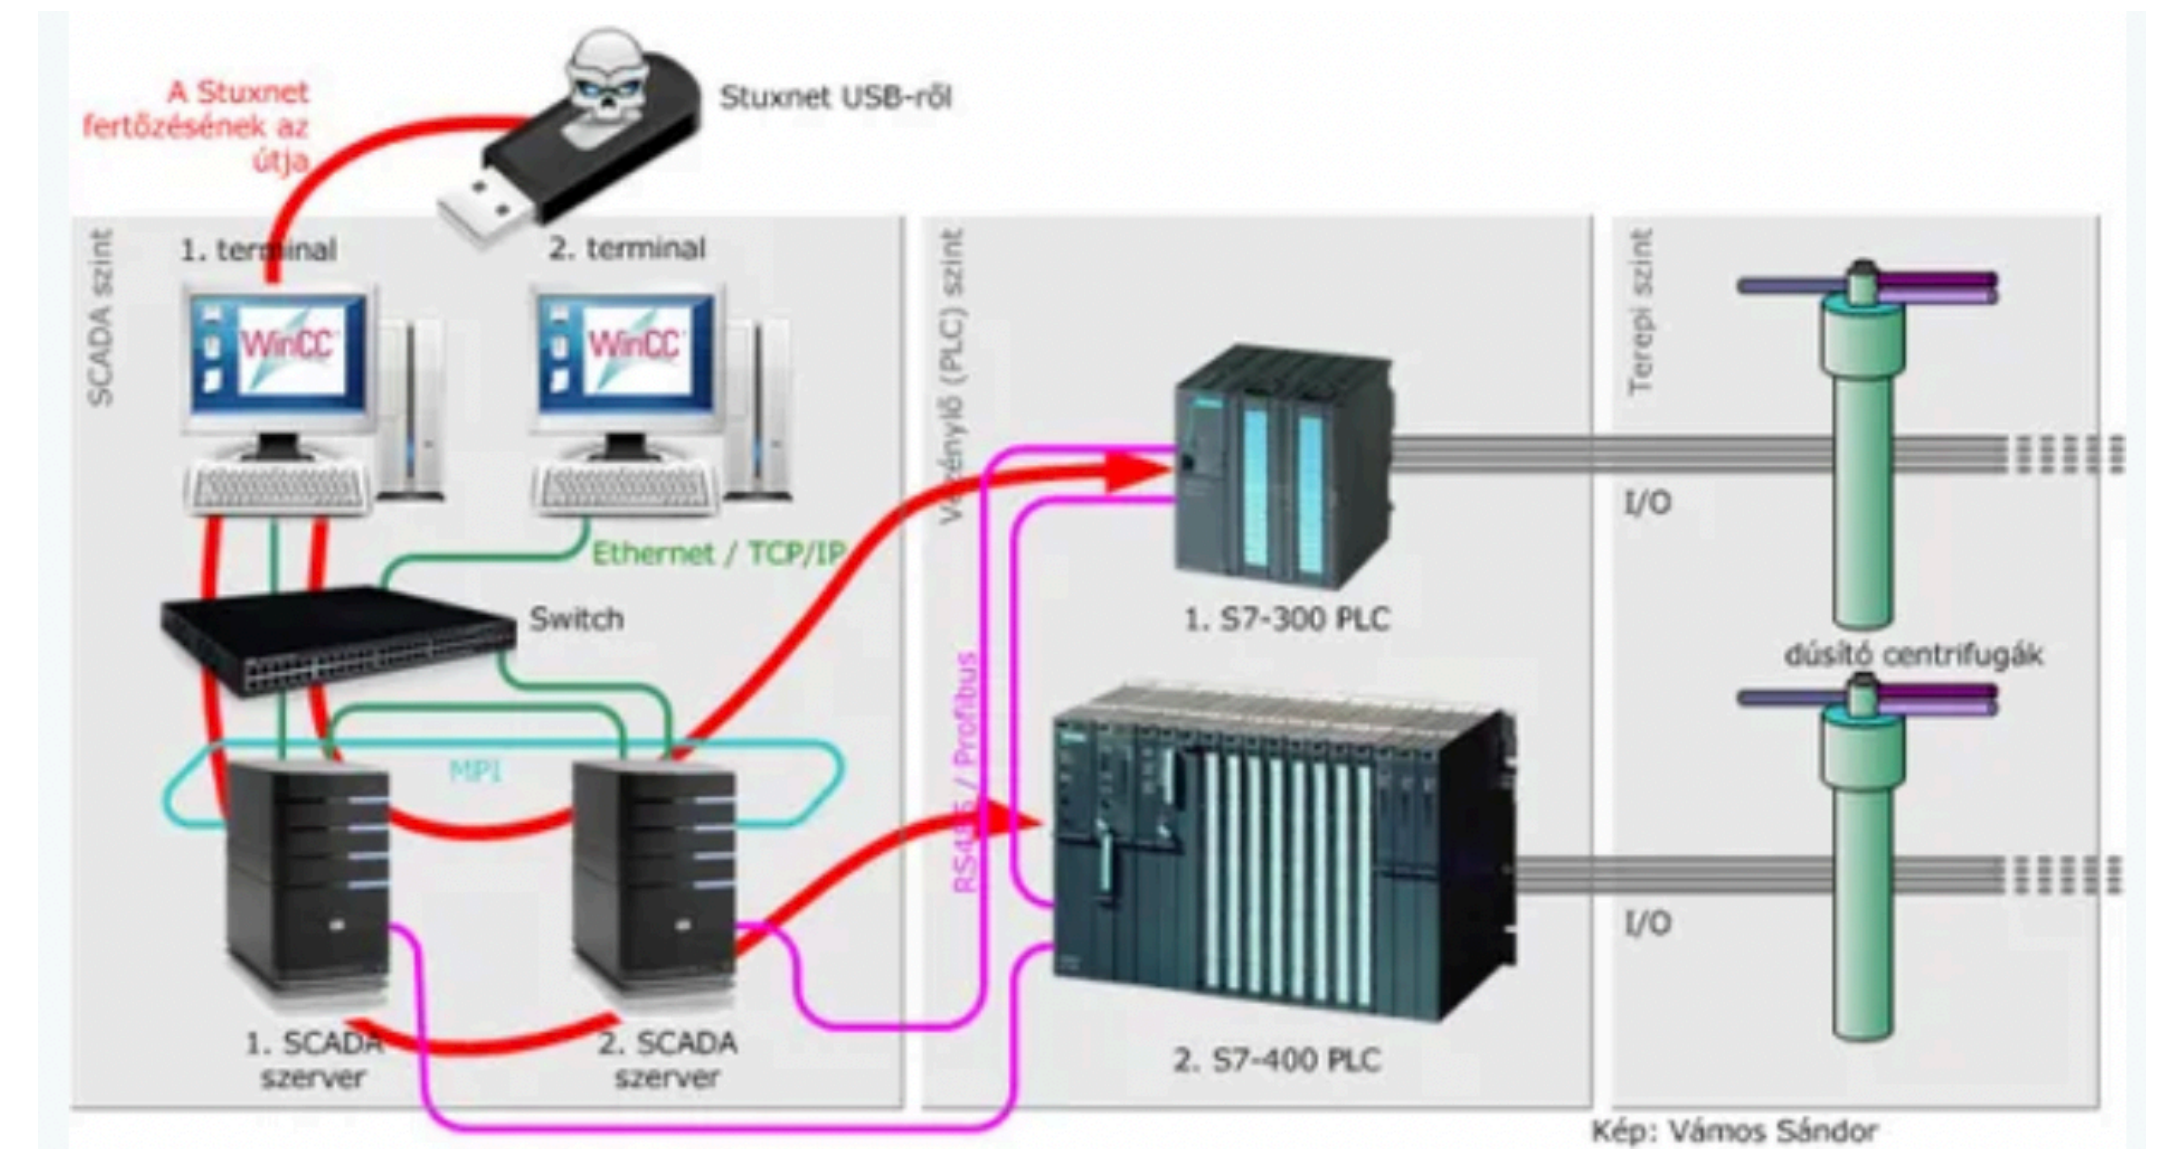 A Stuxnet
fertőzésének az
útja
Stuxnet USB-ről
SCADA szint
1. terminal
2. terminal
WinCC
WinCC
Ethernet / TCP/IP
Switch
MPI
1. SCADA
szerver
2. SCADA
szerver
Vezénylő (PLC) szint
RS485 / Profibus
1. S7-300 PLC
2. S7-400 PLC
Terepi szint
I/O
dúsító centrifugák
I/O
Kép: Vámos Sándor